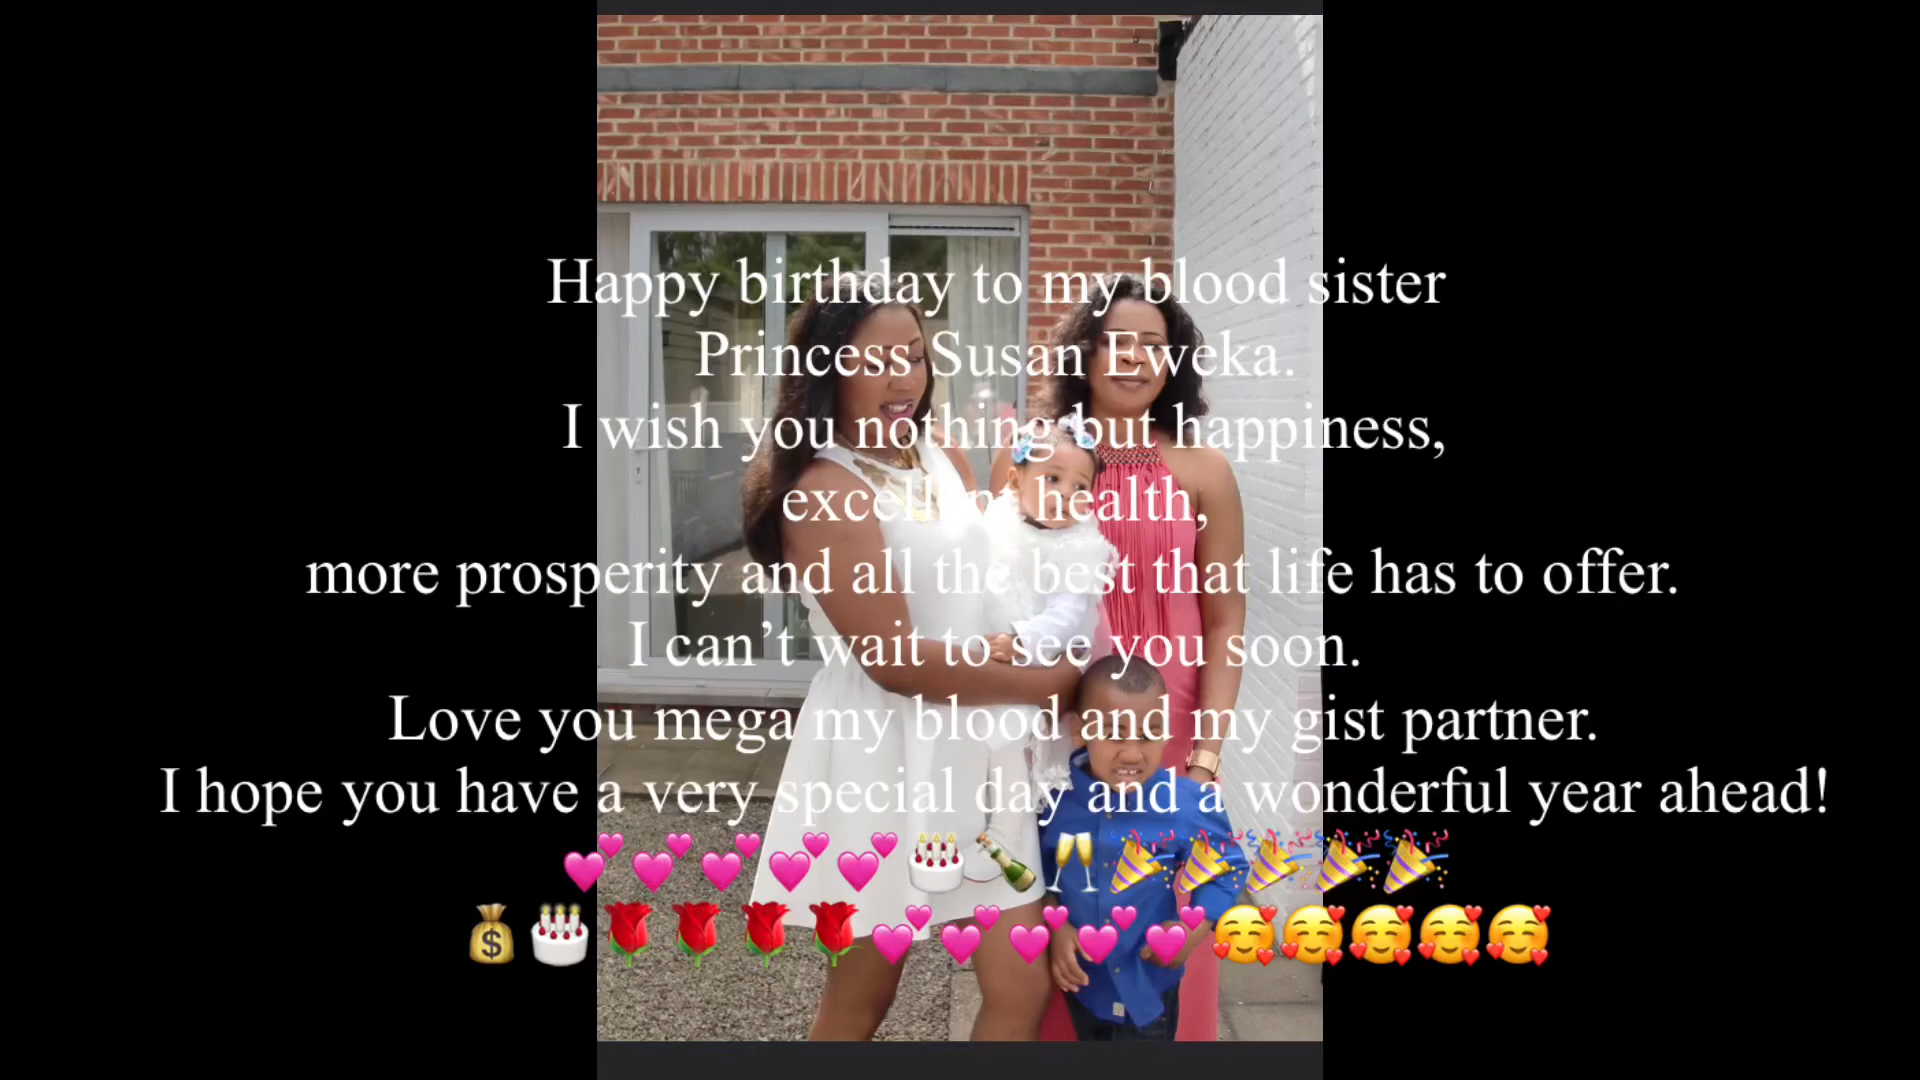 Happy birthday to my blood sister
Princess Susan Eweka.
I wish you nothing but happiness,
excellent health,
more prosperity and all the best that life has to offer.
I can’t wait to see you soon.
Love you mega my blood and my gist partner.
I hope you have a very special day and a wonderful year ahead!
💕💕💕💕💕🎂🍾🥂🎉🎉🎉🎉🎉
💰🎂🌹🌹🌹🌹💕💕💕💕💕🥰🥰🥰🥰🥰